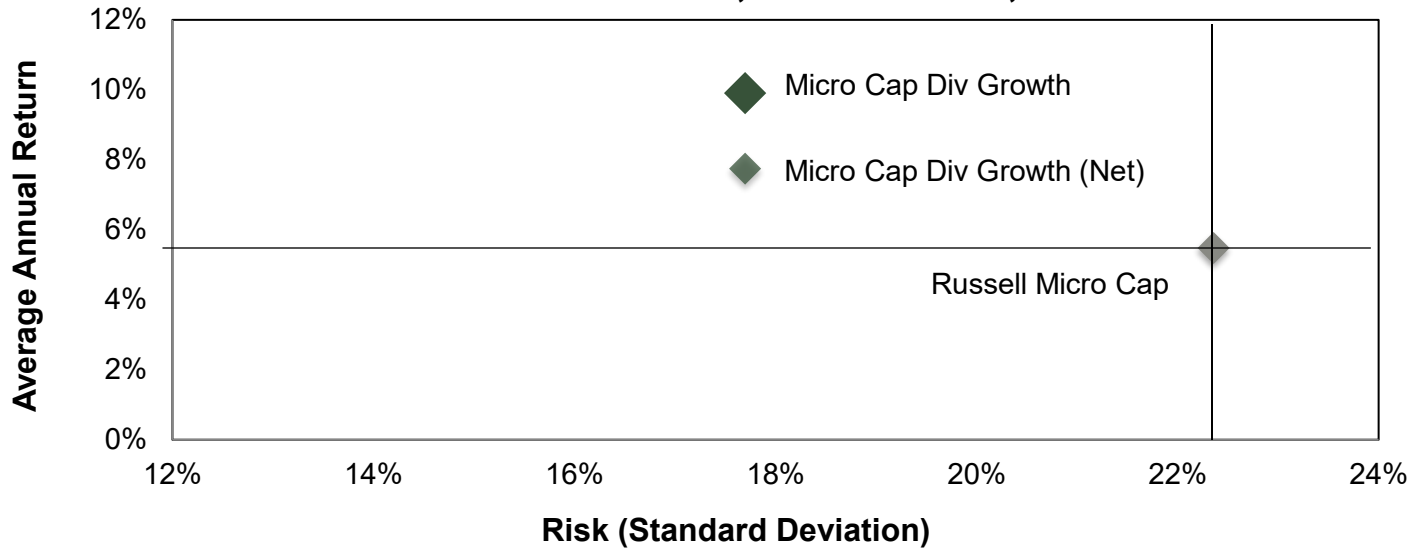 12%
10%
8%
6%
4%
2%
0%
Average Annual Return
Micro Cap Div Growth
Micro Cap Div Growth (Net)
Russell Micro Cap
12% 14% 16% 18% 20% 22% 24%
Risk (Standard Deviation)